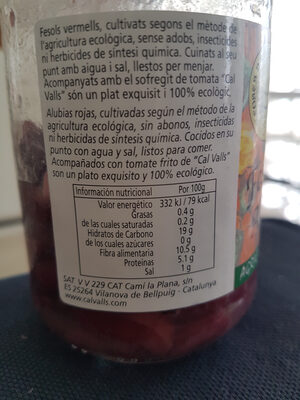 Fesols vermells, cultivats segons el mètode de
l'agricultura ecològica, sense adobs, insecticides
ni herbicides de síntesi química. Cuinats al seu
punt amb aigua i sal, llestos per menjar.
Acompanyats amb el sofregit de tomata "Cal
Valls" són un plat exquisit i 100% ecològic.
Alubias rojas, cultivadas según el método de la
agricultura ecológica, sin abonos, insecticidas
ni herbicidas de síntesi química. Cocidos en su
punto con agua y sal, listos para comer.
Acompañados con tomate frito de "Cal Valls"
son un plato exquisito y 100% ecológico.
Información nutricional Por 100g
Valor energético 332 kJ / 79 kcal
Grasas 0.4 g
de las cuales saturadas 0.2 g
Hidratos de Carbono 19 g
de los cuales azúcares 0 g
Fibra alimentaria 10.5 g
Proteinas 5.1 g
Sal 1 g
SAT V V 229 CAT Camí la Plana, s/n
ES 25264 Vilanova de Bellpuig - Catalunya
www.calvalls.com